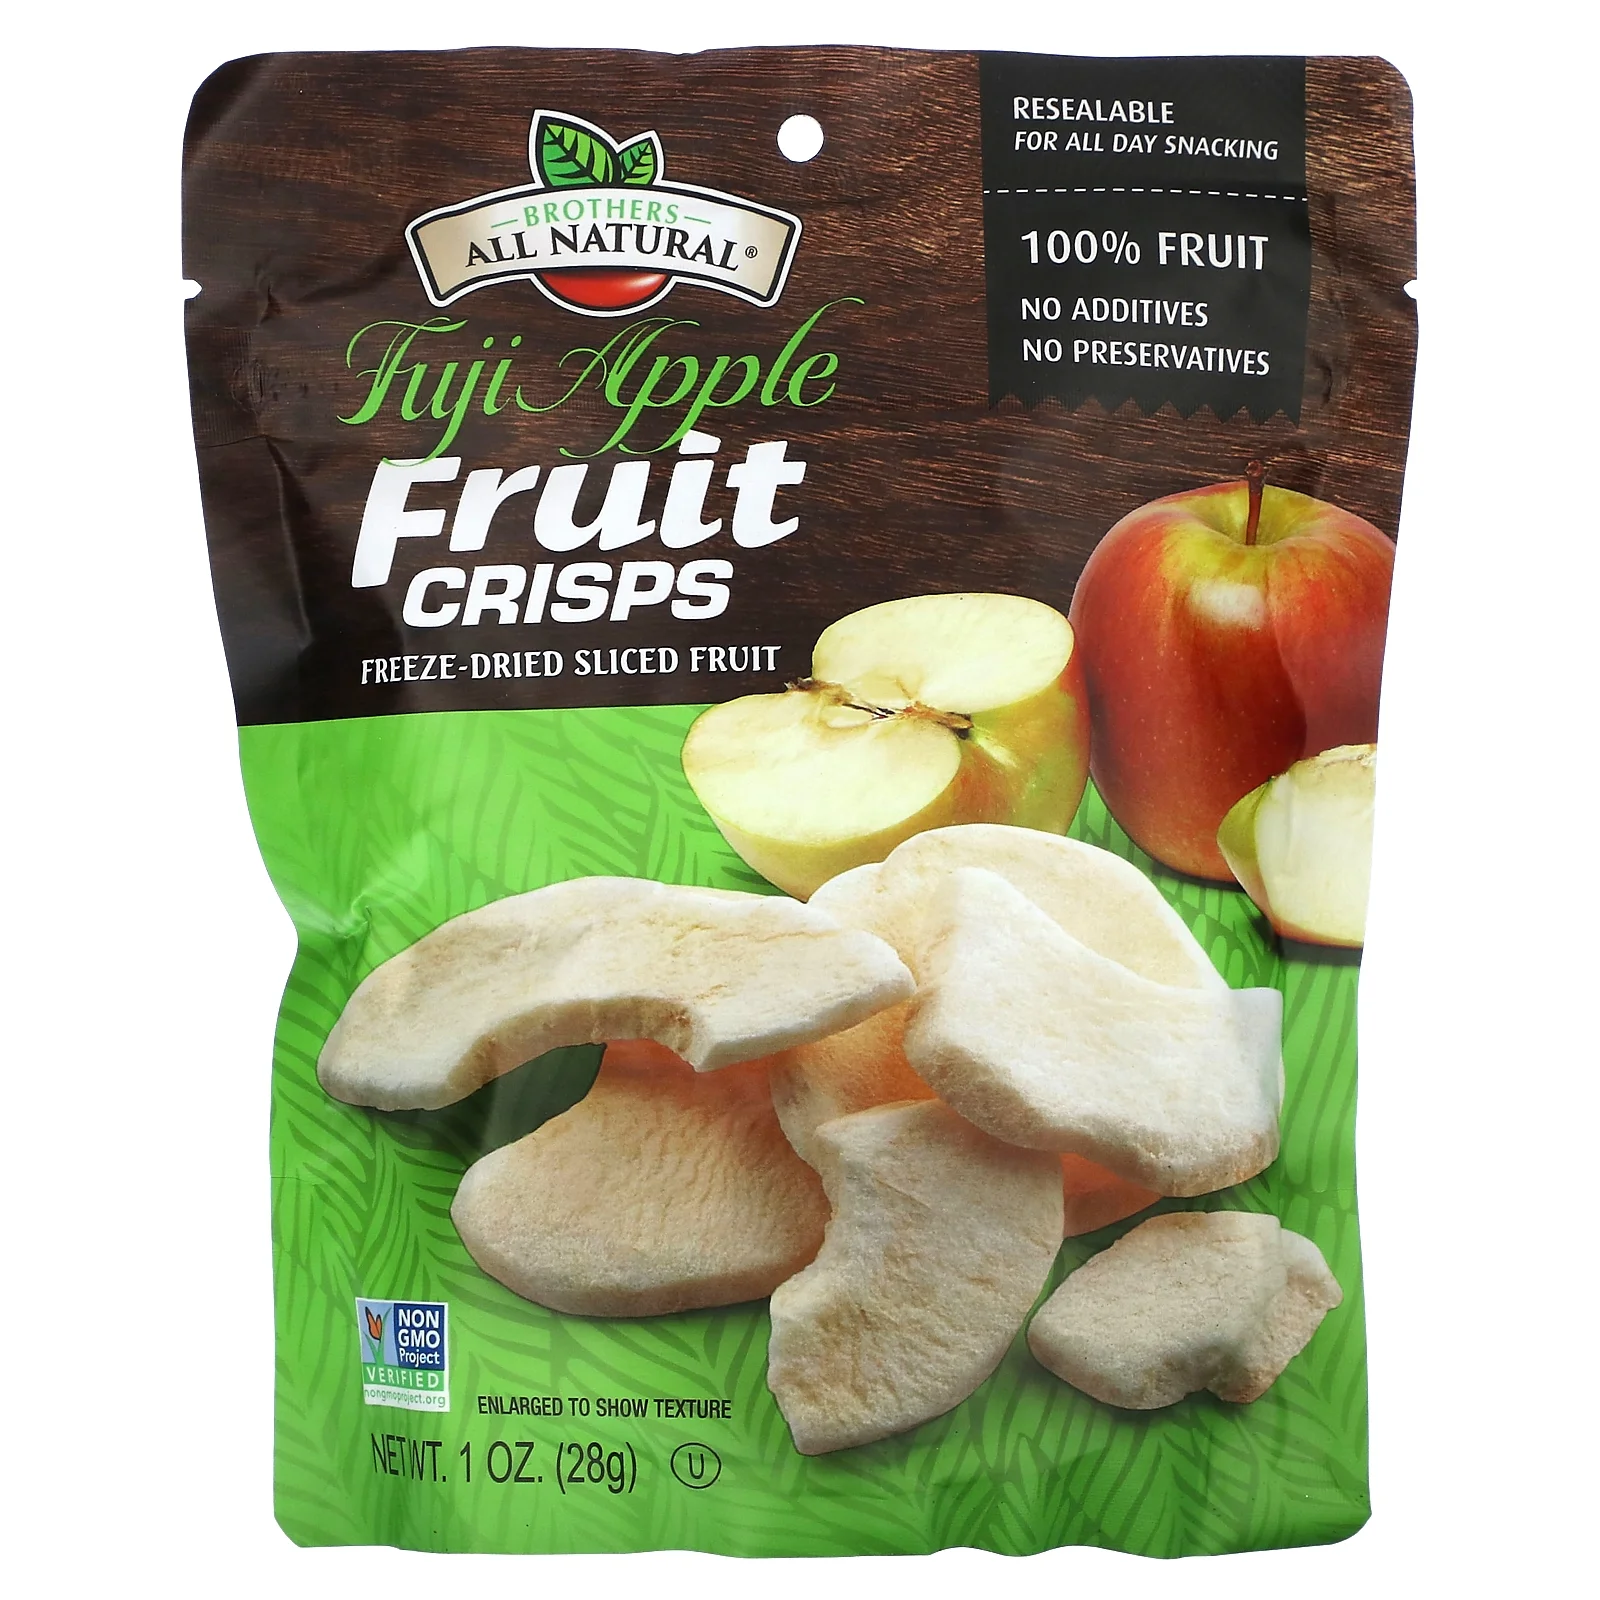 BROTHERS
ALL NATURAL®
RESEALABLE
FOR ALL DAY SNACKING
100% FRUIT
NO ADDITIVES
NO PRESERVATIVES
Fuji Apple
Fruit
CRISPS
FREEZE-DRIED SLICED FRUIT
NON
GMO
Project
VERIFIED
nongmoproject.org
ENLARGED TO SHOW TEXTURE
NET WT. 1 OZ. (28g)
U